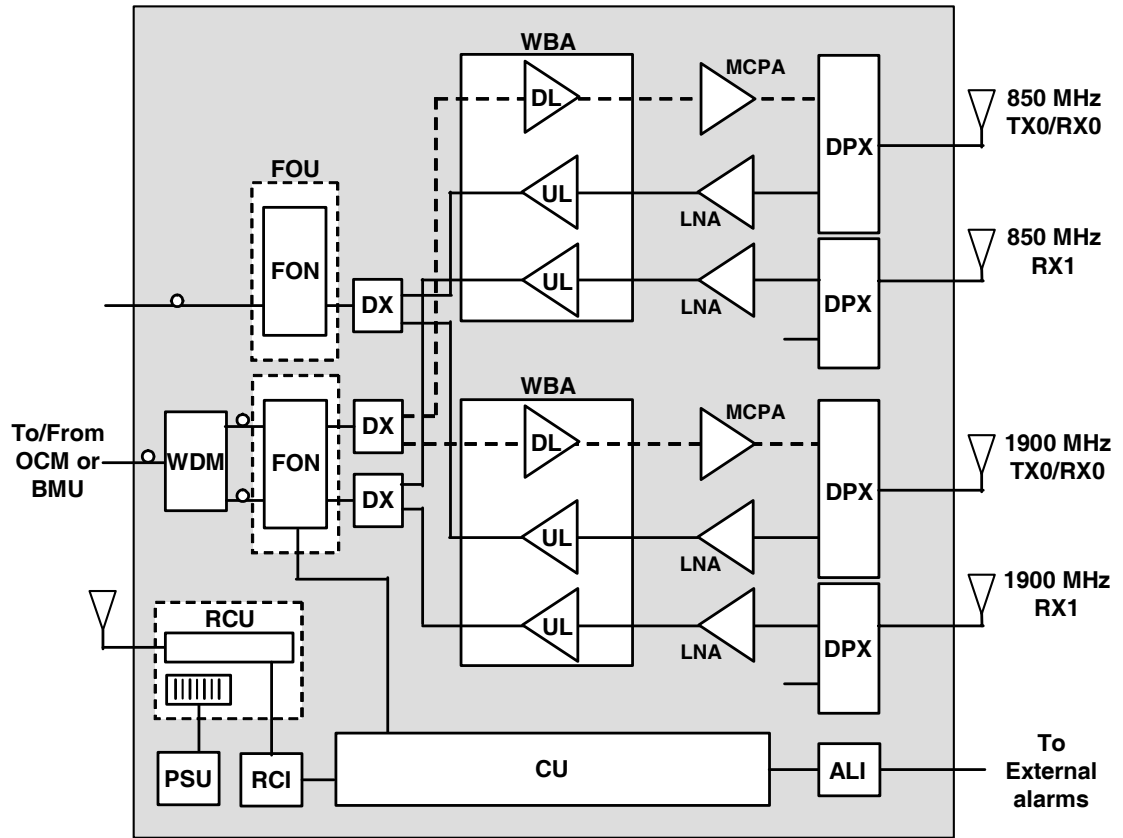 WBA
MCPA
DL
850 MHz
TX0/RX0
DPX
FOU
UL
LNA
FON
850 MHz
RX1
UL
DX
LNA
DPX
WBA
MCPA
DX
DL
1900 MHz
TX0/RX0
To/From
OCM or
BMU
WDM
FON
DPX
DX
UL
LNA
1900 MHz
RX1
RCU
UL
LNA
DPX
PSU
RCI
CU
ALI
To
External
alarms